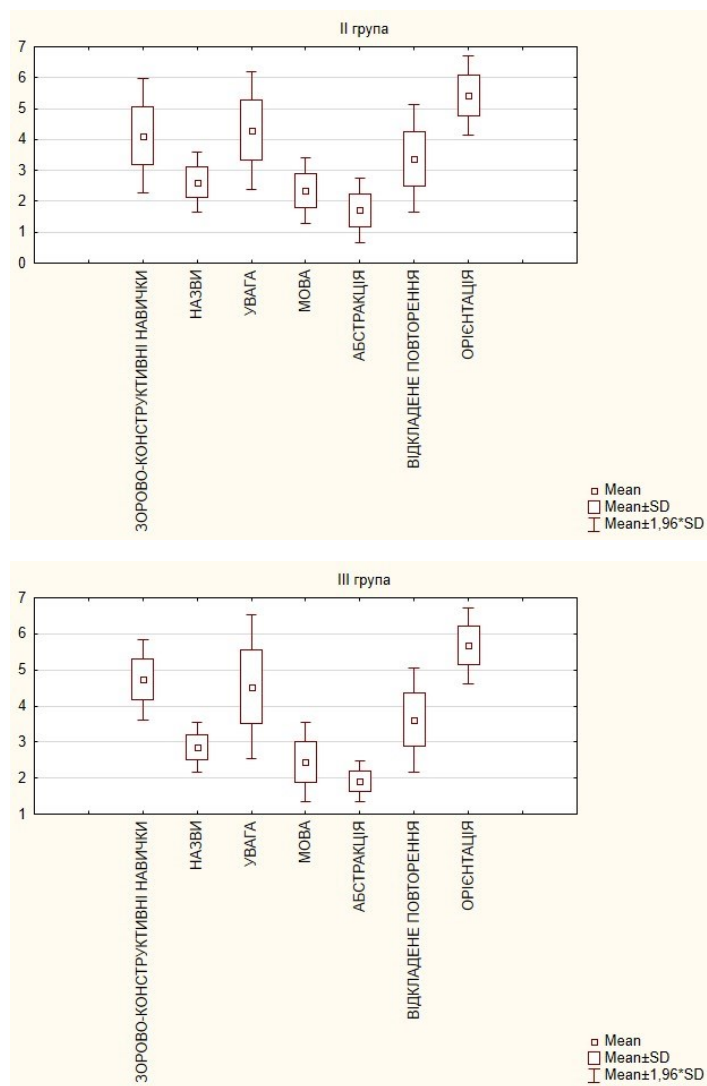 II група
7
6
5
4
3
2
1
0
ЗОРОВО-КОНСТРУКТИВНІ НАВИЧКИ
НАЗВИ
УВАГА
МОВА
АБСТРАКЦІЯ
ВІДКЛАДЕНЕ ПОВТОРЕННЯ
ОРІЄНТАЦІЯ
Mean
Mean±SD
Mean±1,96*SD
III група
7
6
5
4
3
2
1
ЗОРОВО-КОНСТРУКТИВНІ НАВИЧКИ
НАЗВИ
УВАГА
МОВА
АБСТРАКЦІЯ
ВІДКЛАДЕНЕ ПОВТОРЕННЯ
ОРІЄНТАЦІЯ
Mean
Mean±SD
Mean±1,96*SD